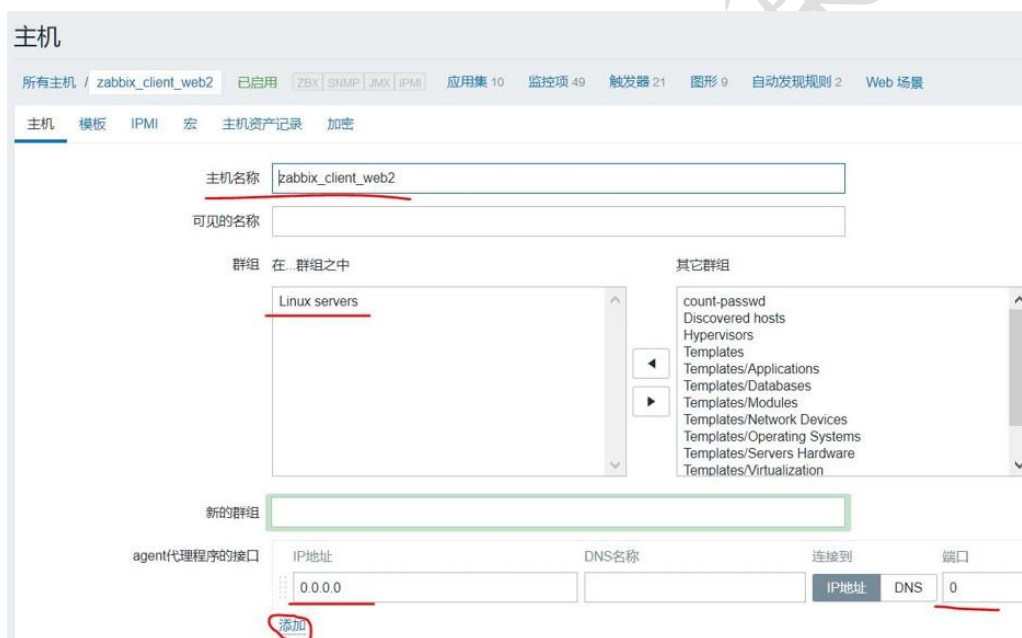 主机
所有主机 / zabbix_client_web2 已启用 ZBX SNMP JMX IPMI 应用集 10 监控项 49 触发器 21 图形 9 自动发现规则 2 Web 场景
主机 模板 IPMI 宏 主机资产记录 加密
主机名称 zabbix_client_web2
可见的名称
群组 在...群组之中 其它群组
Linux servers
count-passwd
Discovered hosts
Hypervisors
Templates
Templates/Applications
Templates/Databases
Templates/Modules
Templates/Network Devices
Templates/Operating Systems
Templates/Servers Hardware
Templates/Virtualization
新的群组
agent代理程序的接口 IP地址 DNS名称 连接到 端口
0.0.0.0 IP地址 DNS 0
添加